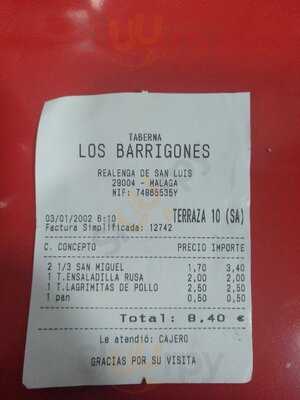 TABERNA
LOS BARRIGONES
REALENGA DE SAN LUIS
29004 - MALAGA
NIF: 74865535Y
03/01/2002 6:10 TERRAZA 10 (SA)
Factura Simplificada: 12742
C. CONCEPTO PRECIO IMPORTE
2 1/3 SAN MIGUEL 1,70 3,40
1 T.ENSALADILLA RUSA 2,00 2,00
1 T.LAGRIMITAS DE POLLO 2,50 2,50
1 pan 0,50 0,50
Total: 8,40 €
Le atendió: CAJERO
GRACIAS POR SU VISITA